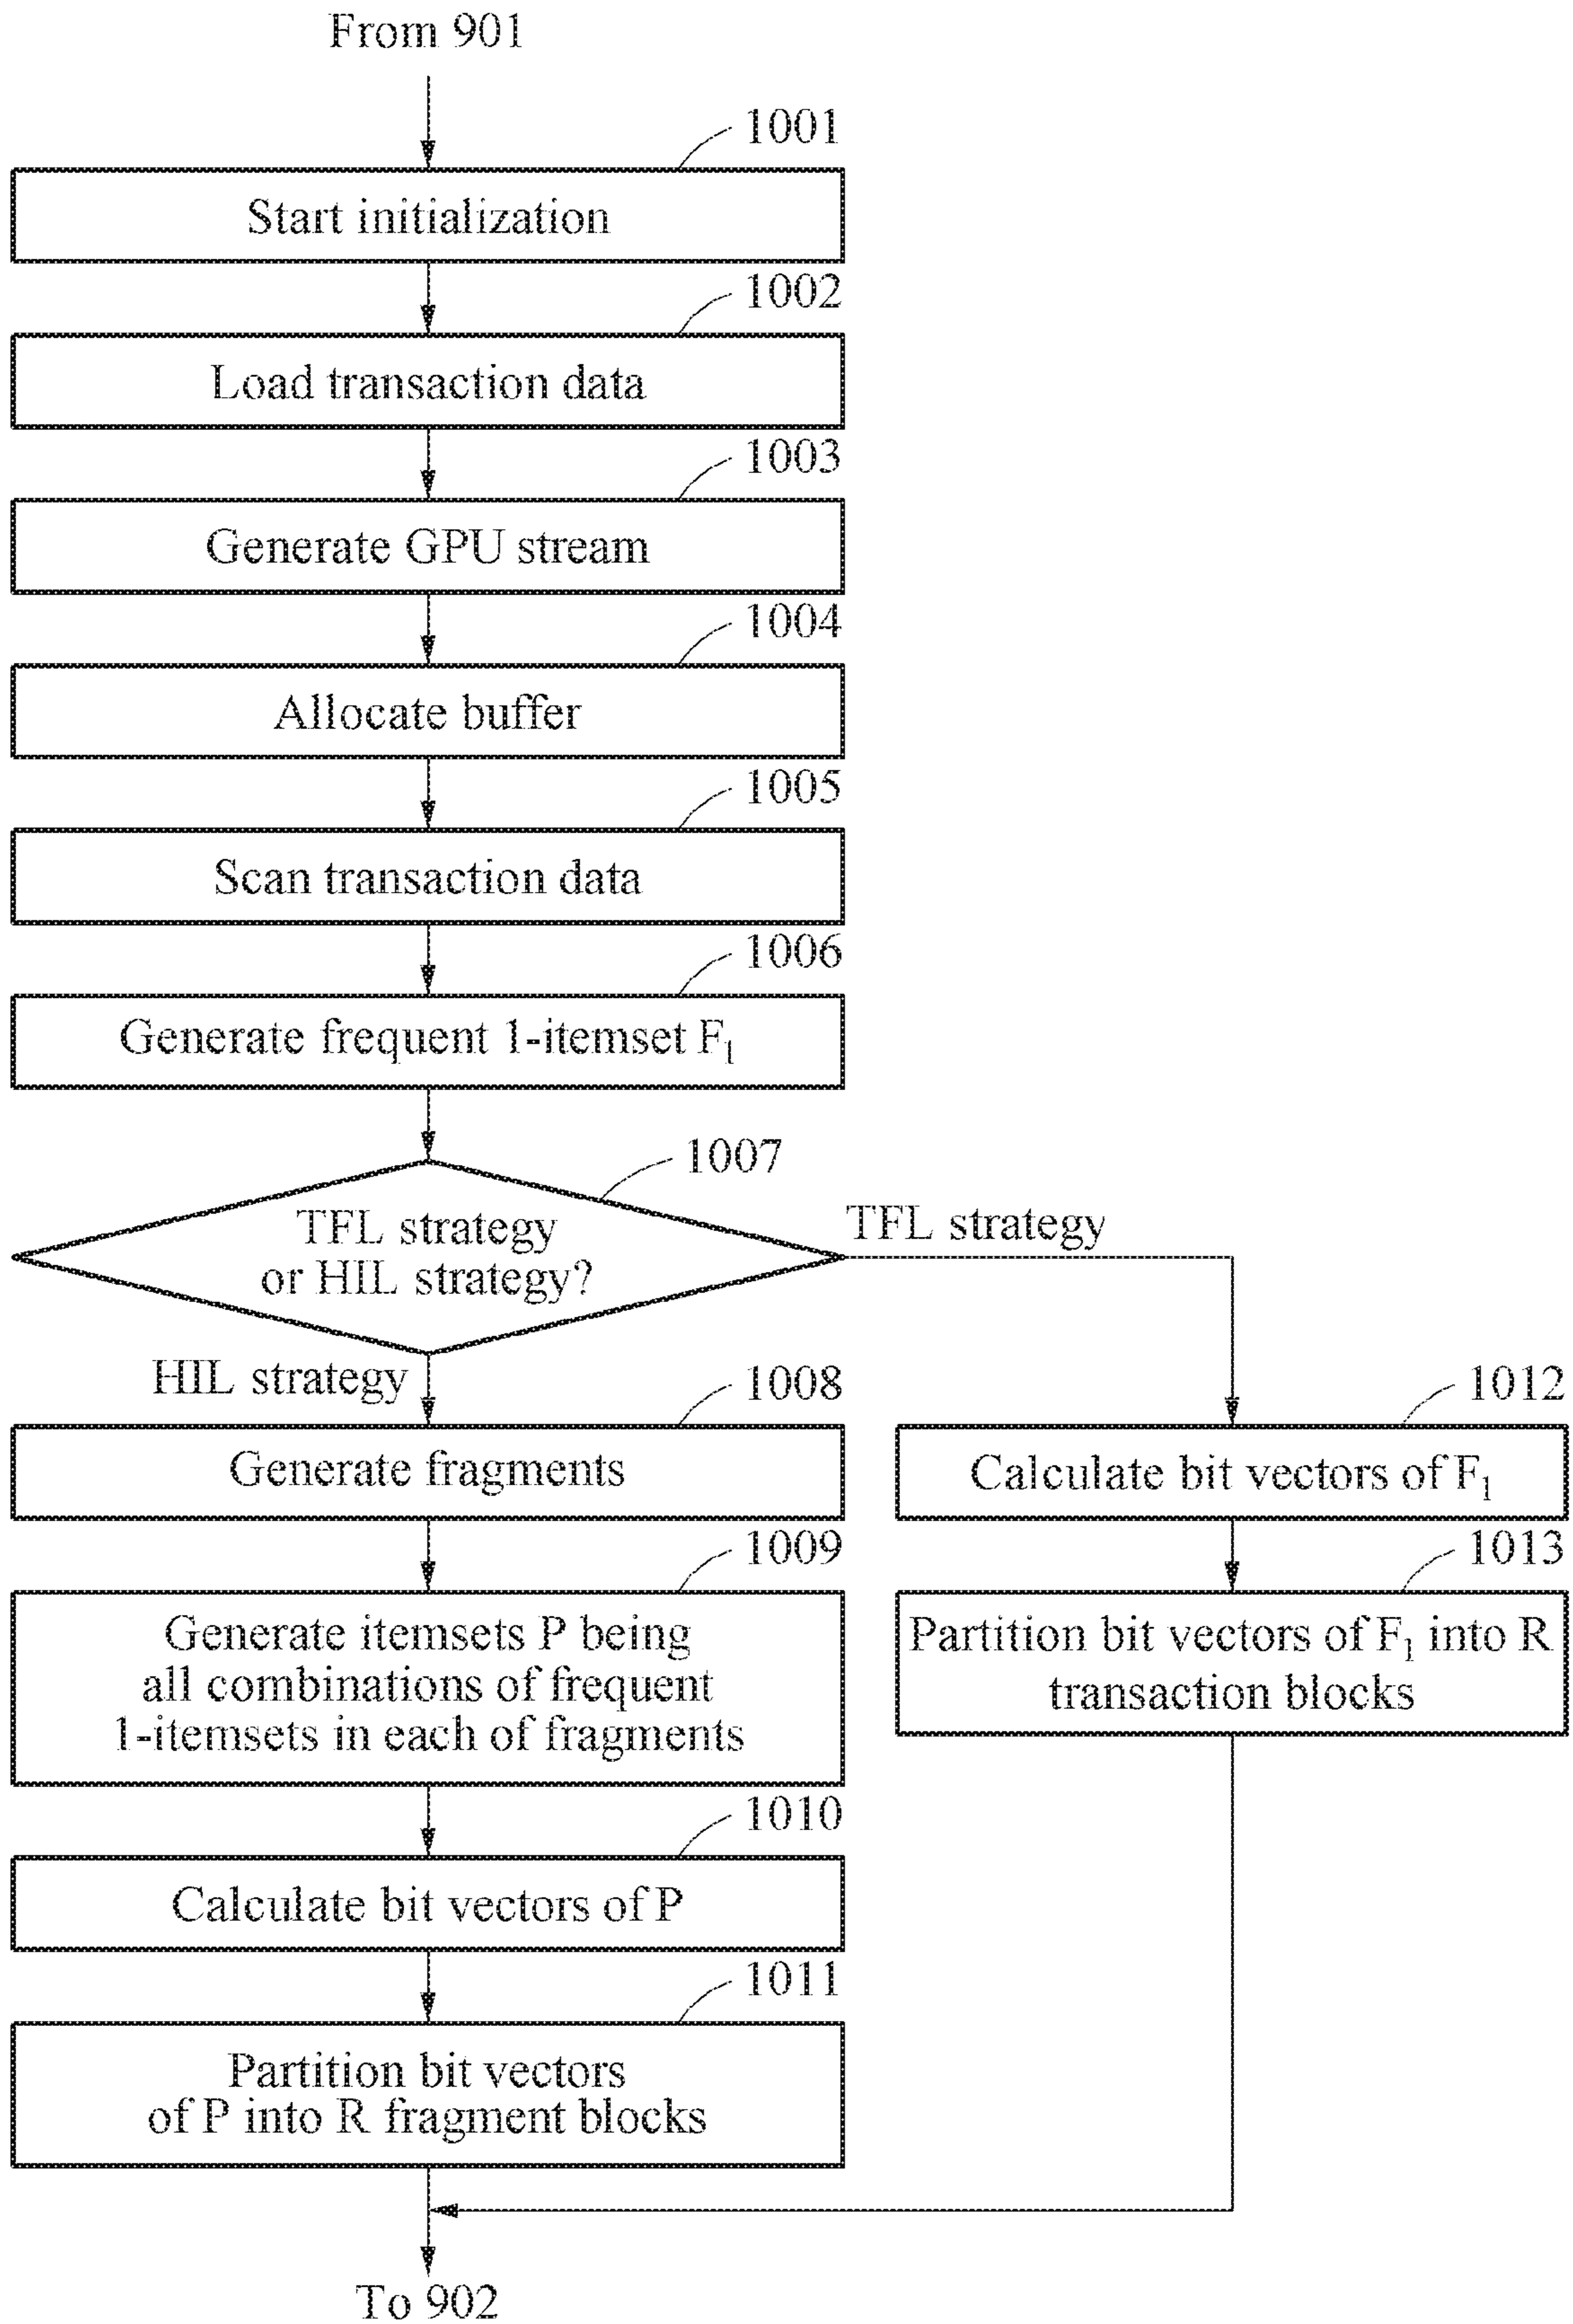 From 901
1001
Start initialization
1002
Load transaction data
1003
Generate GPU stream
1004
Allocate buffer
1005
Scan transaction data
1006
Generate frequent 1-itemset F₁
1007
TFL strategy
or HIL strategy?
TFL strategy
HIL strategy
1008
Generate fragments
1009
Generate itemsets P being
all combinations of frequent
1-itemsets in each of fragments
1010
Calculate bit vectors of P
1011
Partition bit vectors
of P into R fragment blocks
1012
Calculate bit vectors of F₁
1013
Partition bit vectors of F₁ into R
transaction blocks
To 902